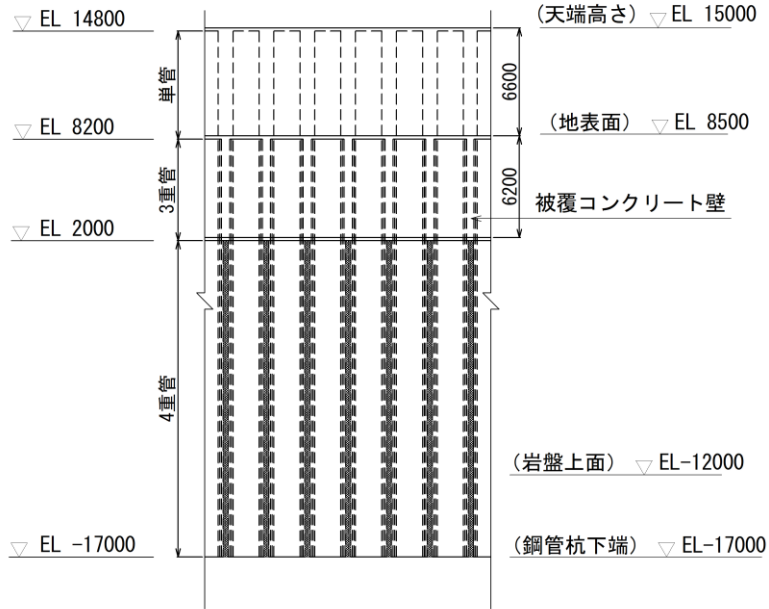 EL 14800
(天端高さ) EL 15000
単管
6600
EL 8200
(地表面) EL 8500
3重管
6200
被覆コンクリート壁
EL 2000
4重管
(岩盤上面) EL-12000
EL -17000
(鋼管杭下端) EL-17000